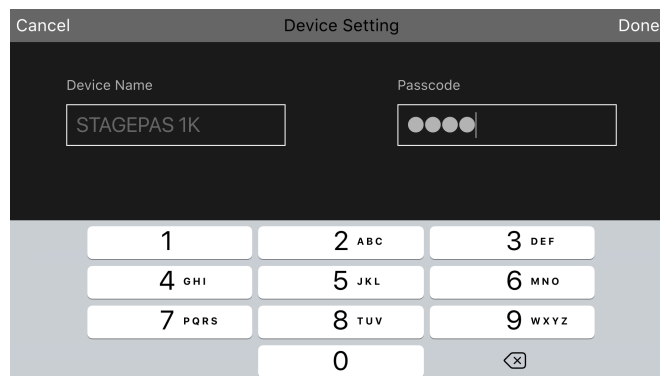 Cancel Device Setting Done
Device Name Passcode
STAGEPAS 1K ●●●●
1 2 ABC 3 DEF
4 GHI 5 JKL 6 MNO
7 PQRS 8 TUV 9 WXYZ
0